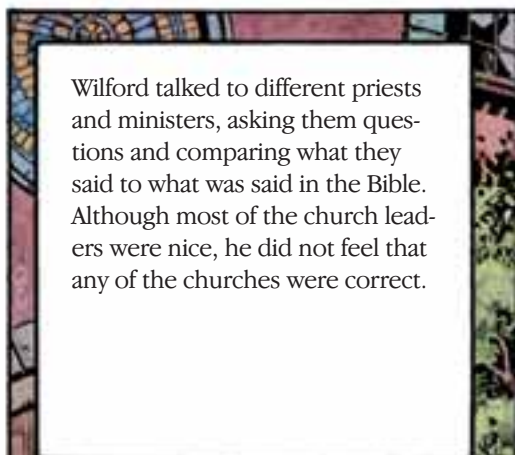 Wilford talked to different priests
and ministers, asking them ques-
tions and comparing what they
said to what was said in the Bible.
Although most of the church lead-
ers were nice, he did not feel that
any of the churches were correct.